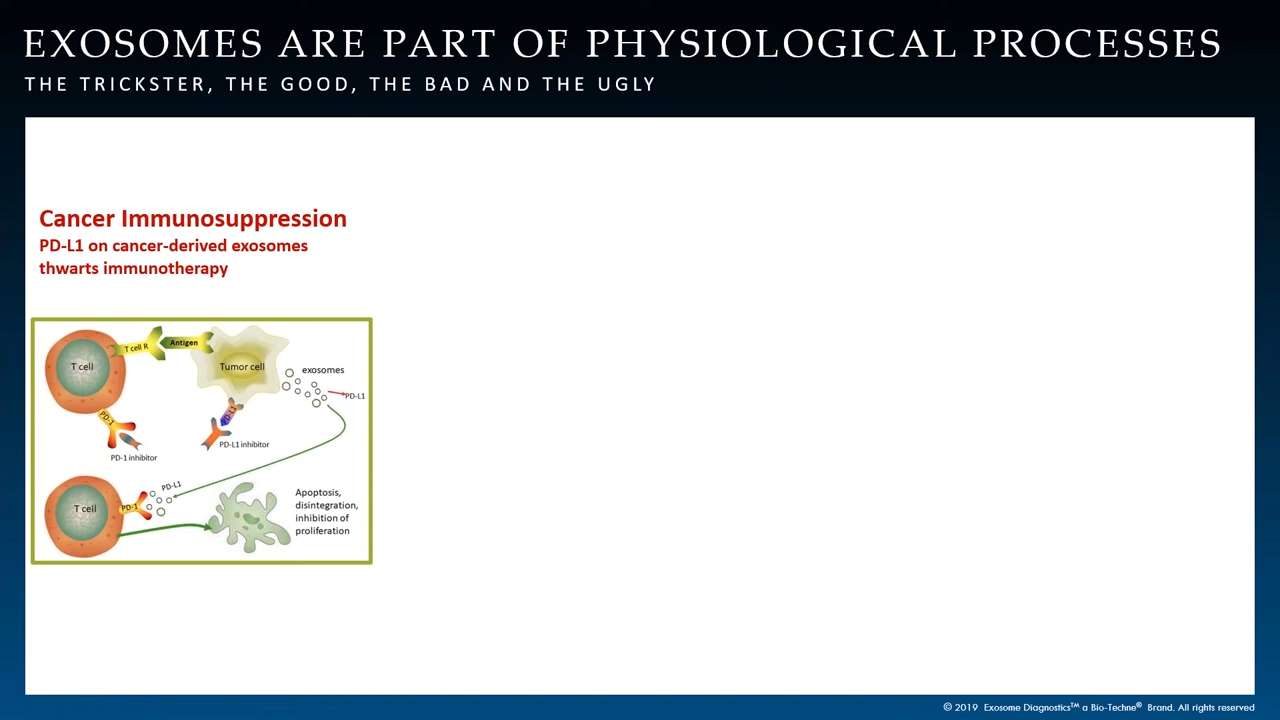 EXOSOMES ARE PART OF PHYSIOLOGICAL PROCESSES
THE TRICKSTER, THE GOOD, THE BAD AND THE UGLY
Cancer Immunosuppression
PD-L1 on cancer-derived exosomes
thwarts immunotherapy
T cell
T cell R
Antigen
Tumor cell
exosomes
PD-L1
PD-1
PD-L1
PD-1 inhibitor
PD-L1 inhibitor
T cell
PD-1
PD-L1
Apoptosis,
disintegration,
inhibition of
proliferation
© 2019 Exosome Diagnostics™ a Bio-Techne® Brand. All rights reserved